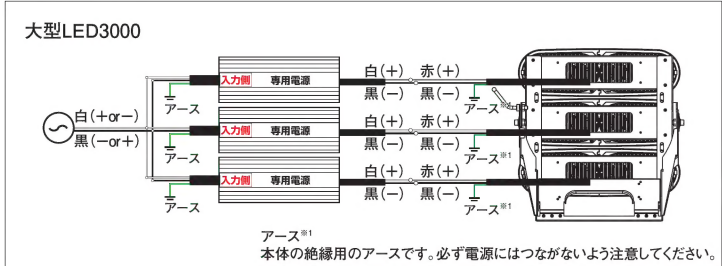 大型LED3000
入力側 専用電源
白(+) 赤(+)
黒(−) 黒(−)
アース
アース※1
白(+or−)
黒(−or+)
入力側 専用電源
白(+) 赤(+)
黒(−) 黒(−)
アース
アース※1
入力側 専用電源
白(+) 赤(+)
黒(−) 黒(−)
アース
アース※1
アース※1
本体の絶縁用のアースです。必ず電源にはつながないよう注意してください。